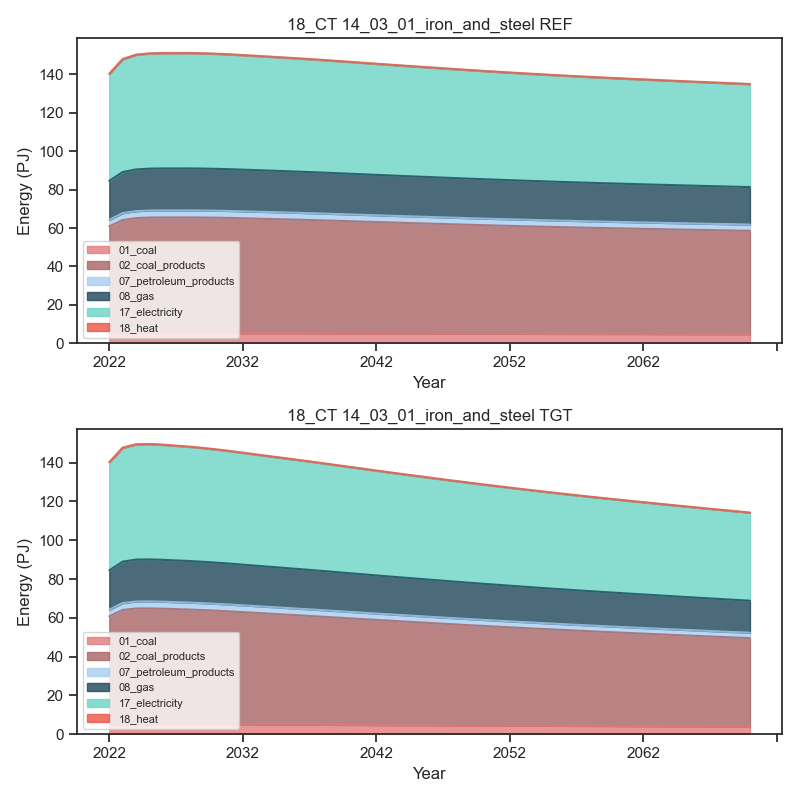 18_CT 14_03_01_iron_and_steel REF
Energy (PJ)
140
120
100
80
60
40
20
0
01_coal
02_coal_products
07_petroleum_products
08_gas
17_electricity
18_heat
2022 2032 2042 2052 2062
Year
18_CT 14_03_01_iron_and_steel TGT
Energy (PJ)
140
120
100
80
60
40
20
0
01_coal
02_coal_products
07_petroleum_products
08_gas
17_electricity
18_heat
2022 2032 2042 2052 2062
Year